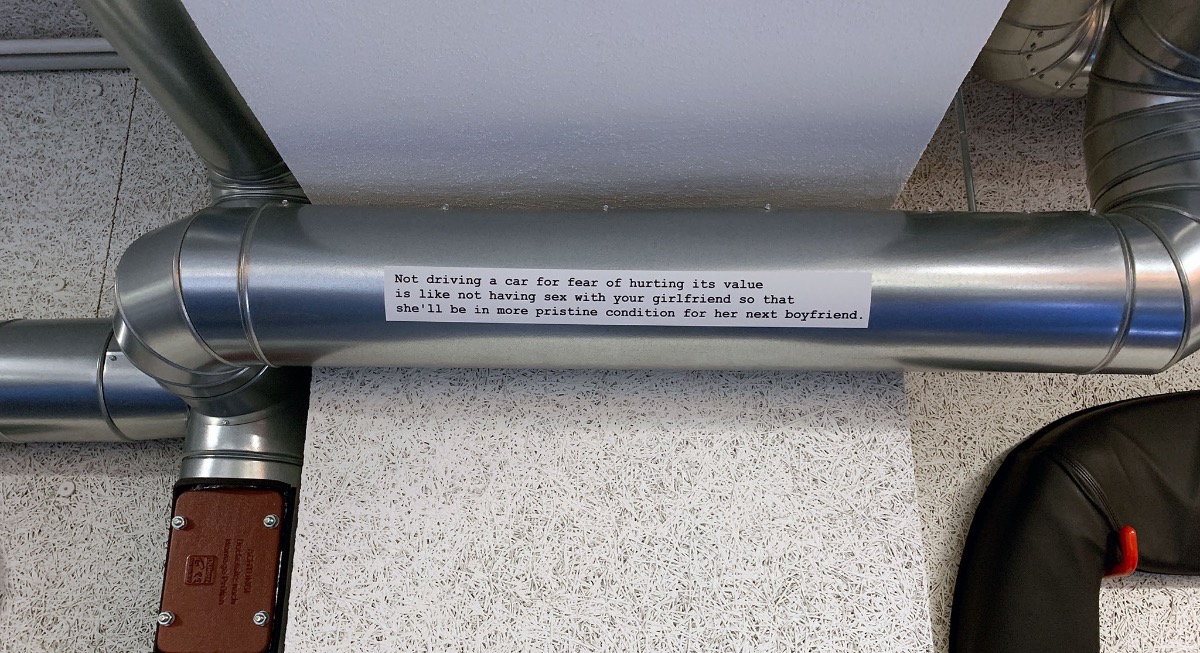 Not driving a car for fear of hurting its value
is like not having sex with your girlfriend so that
she'll be in more pristine condition for her next boyfriend.